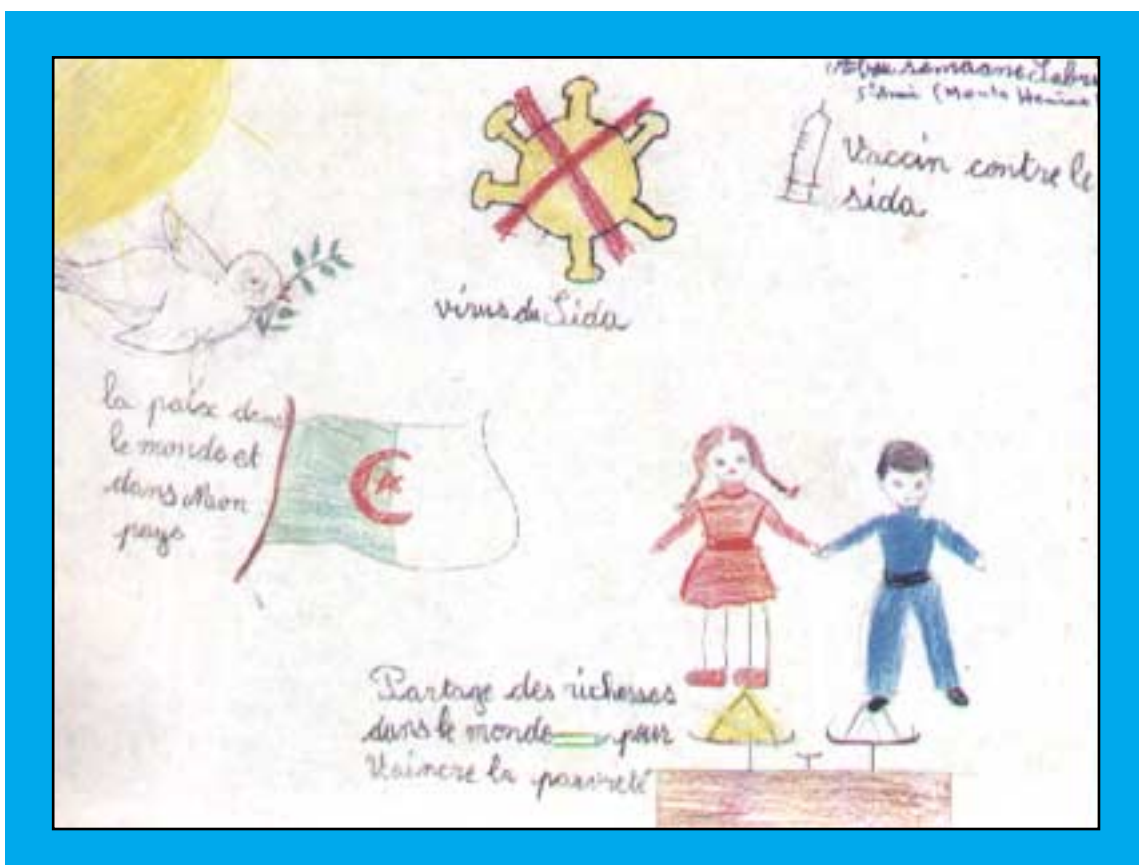 Vaccin contre le
sida
virus du Sida
la paix dans
le monde et
dans Mon
pays
Partage des richesses
dans le monde pour
Vaincre la pauvreté